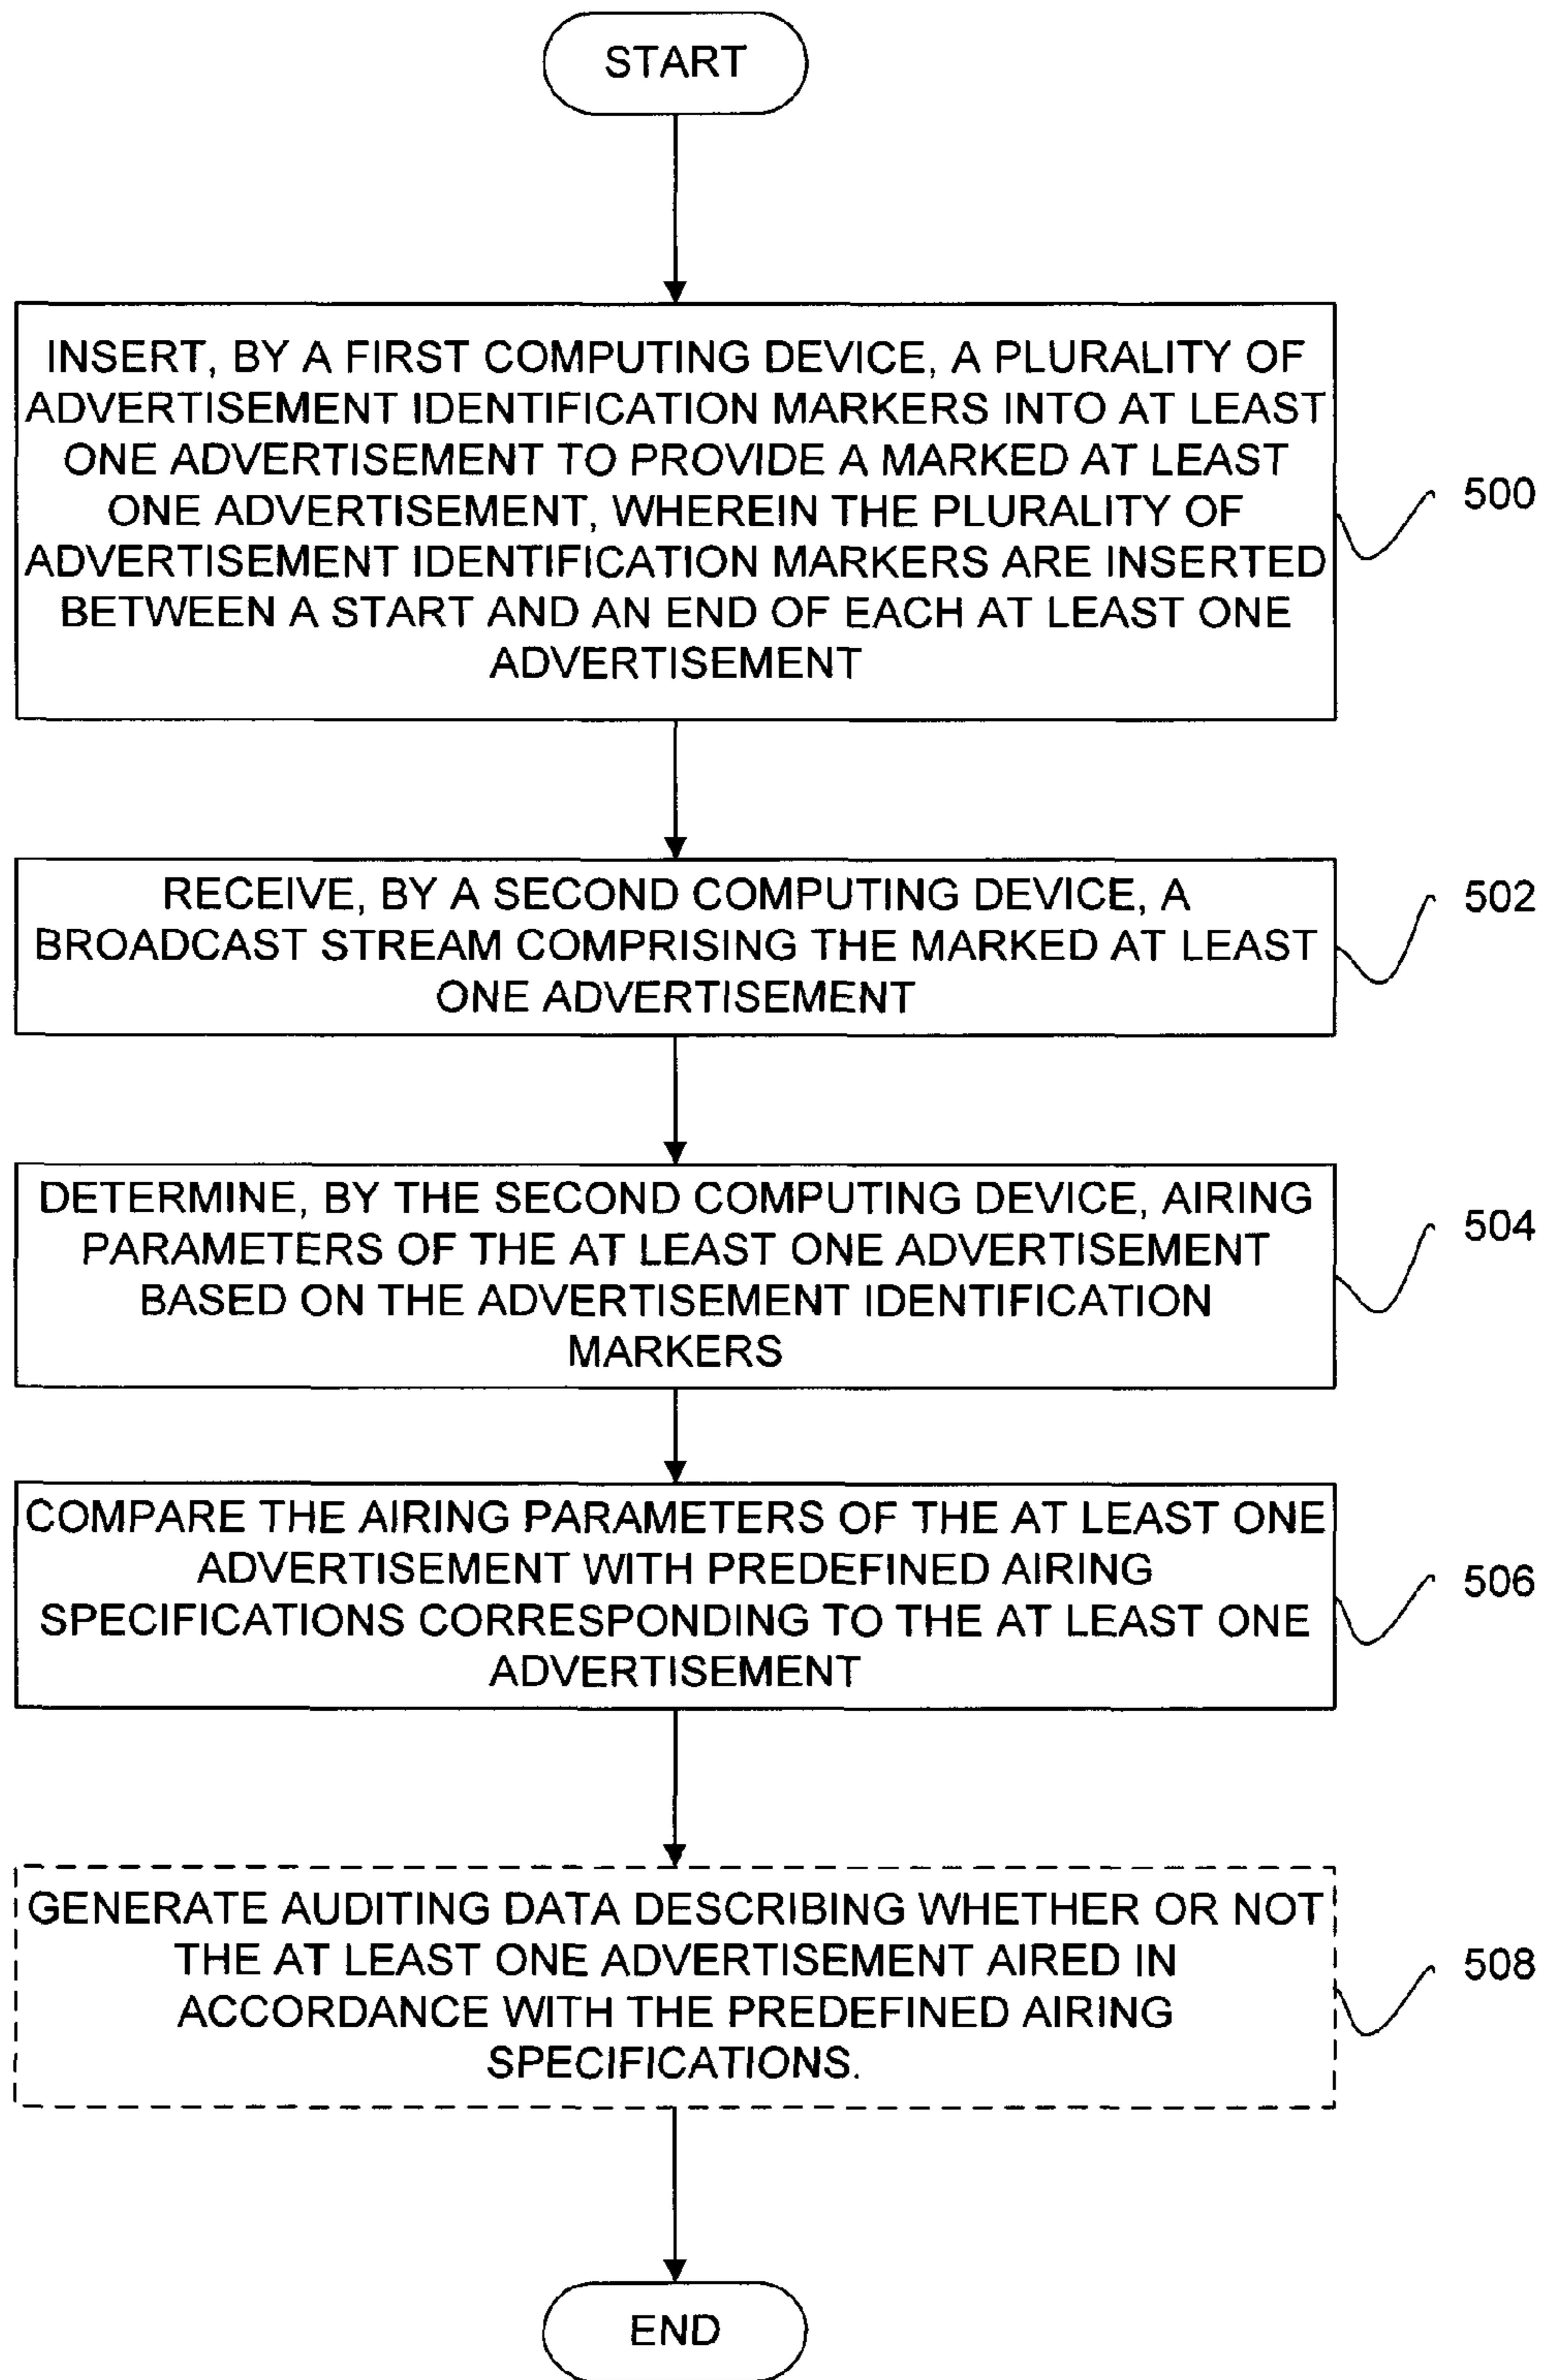 START
INSERT, BY A FIRST COMPUTING DEVICE, A PLURALITY OF
ADVERTISEMENT IDENTIFICATION MARKERS INTO AT LEAST
ONE ADVERTISEMENT TO PROVIDE A MARKED AT LEAST
ONE ADVERTISEMENT, WHEREIN THE PLURALITY OF
ADVERTISEMENT IDENTIFICATION MARKERS ARE INSERTED
BETWEEN A START AND AN END OF EACH AT LEAST ONE
ADVERTISEMENT
500
RECEIVE, BY A SECOND COMPUTING DEVICE, A
BROADCAST STREAM COMPRISING THE MARKED AT LEAST
ONE ADVERTISEMENT
502
DETERMINE, BY THE SECOND COMPUTING DEVICE, AIRING
PARAMETERS OF THE AT LEAST ONE ADVERTISEMENT
BASED ON THE ADVERTISEMENT IDENTIFICATION
MARKERS
504
COMPARE THE AIRING PARAMETERS OF THE AT LEAST ONE
ADVERTISEMENT WITH PREDEFINED AIRING
SPECIFICATIONS CORRESPONDING TO THE AT LEAST ONE
ADVERTISEMENT
506
GENERATE AUDITING DATA DESCRIBING WHETHER OR NOT
THE AT LEAST ONE ADVERTISEMENT AIRED IN
ACCORDANCE WITH THE PREDEFINED AIRING
SPECIFICATIONS.
508
END